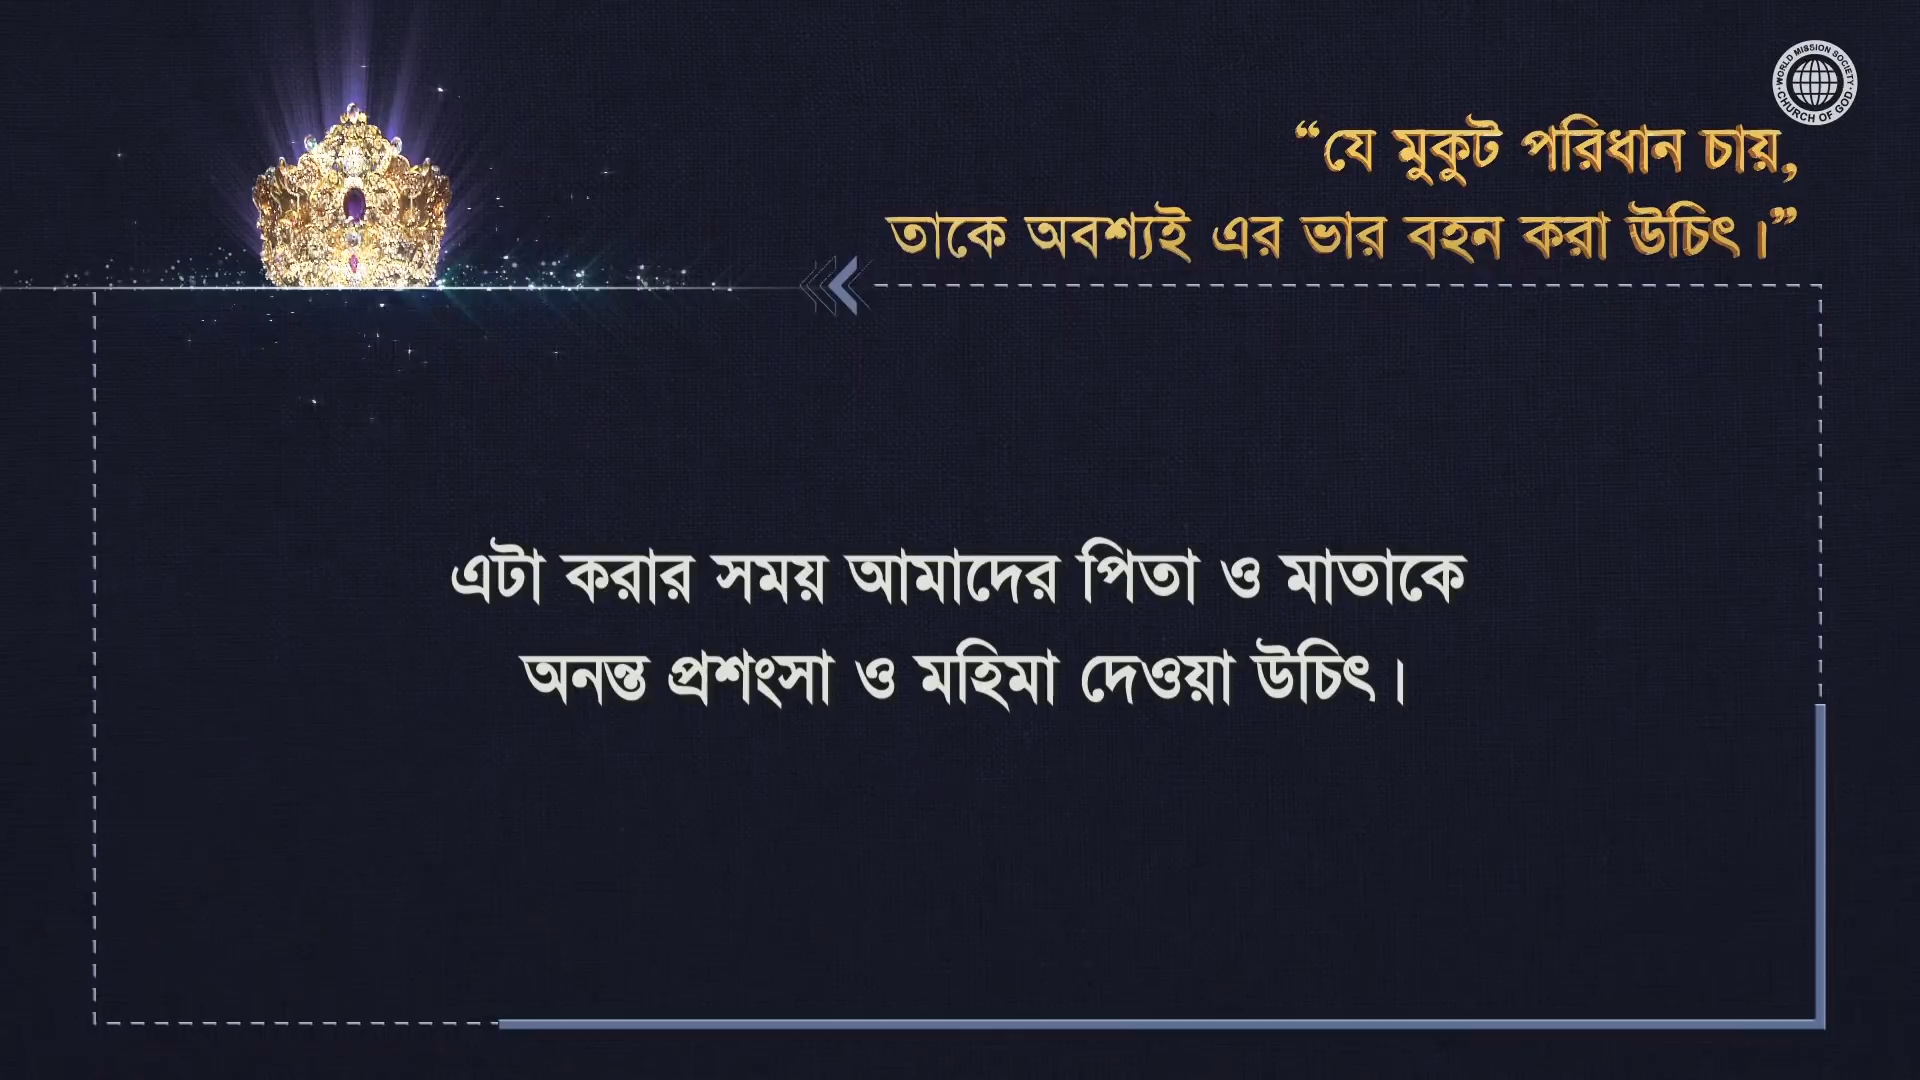 WORLD MISSION SOCIETY
CHURCH OF GOD
“যে মুকুট পরিধান চায়,
তাকে অবশ্যই এর ভার বহন করা উচিৎ।”
এটা করার সময় আমাদের পিতা ও মাতাকে
অনন্ত প্রশংসা ও মহিমা দেওয়া উচিৎ।